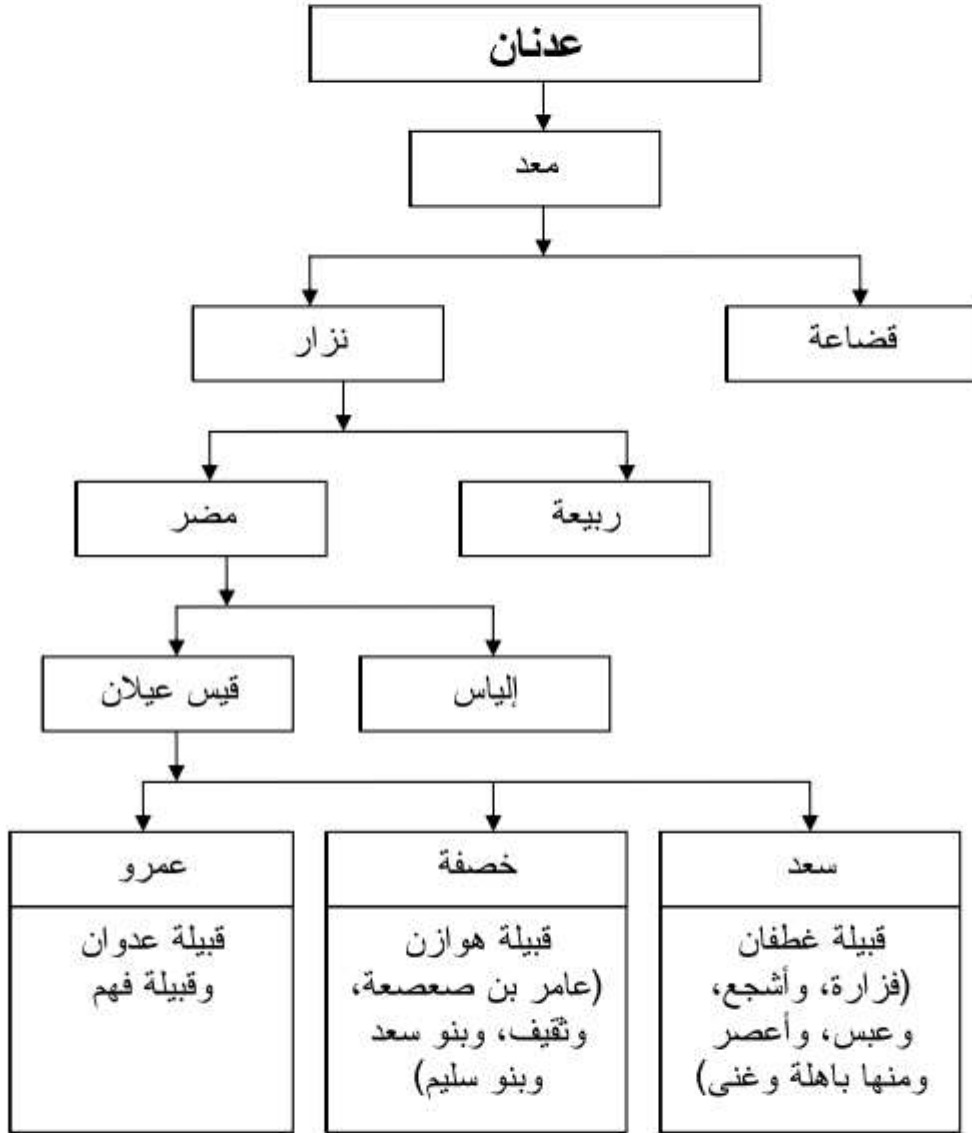 عدنان
معد
قضاعة
نزار
ربيعة
مضر
إلياس
قيس عيلان
سعد
قبيلة غطفان
(فزارة، وأشجع،
وعبس، وأعصر
ومنها باهلة وغنى)
خصفة
قبيلة هوازن
(عامر بن صعصعة،
وثقيف، وبنو سعد
وبنو سليم)
عمرو
قبيلة عدوان
وقبيلة فهم